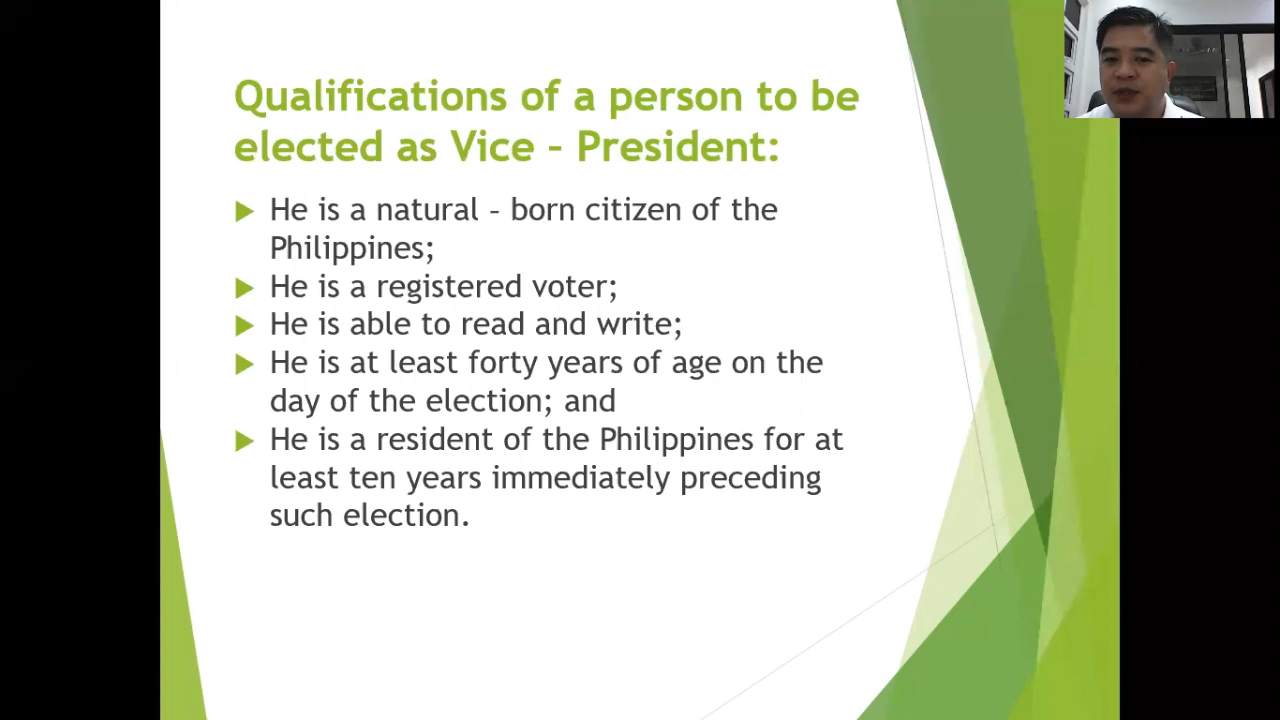 Qualifications of a person to be
elected as Vice – President:
He is a natural – born citizen of the
Philippines;
He is a registered voter;
He is able to read and write;
He is at least forty years of age on the
day of the election; and
He is a resident of the Philippines for at
least ten years immediately preceding
such election.